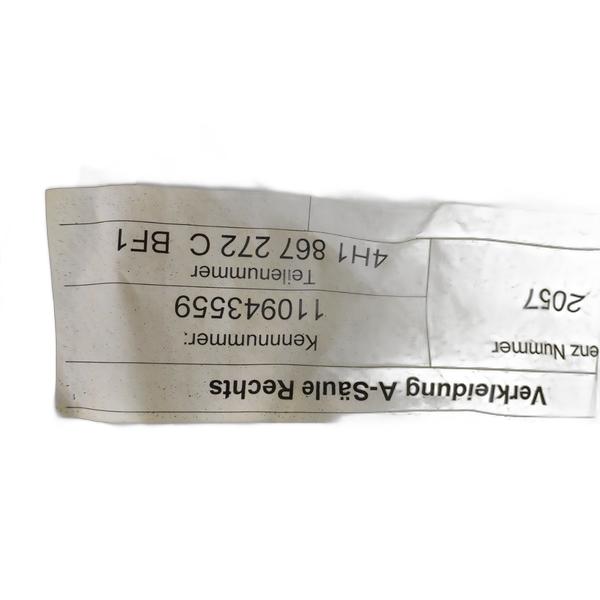 Verkleidung A-Säule Rechts
enz Nummer
2057
Kennnummer:
110943559
Teilenummer
4H1 867 272 C BF1